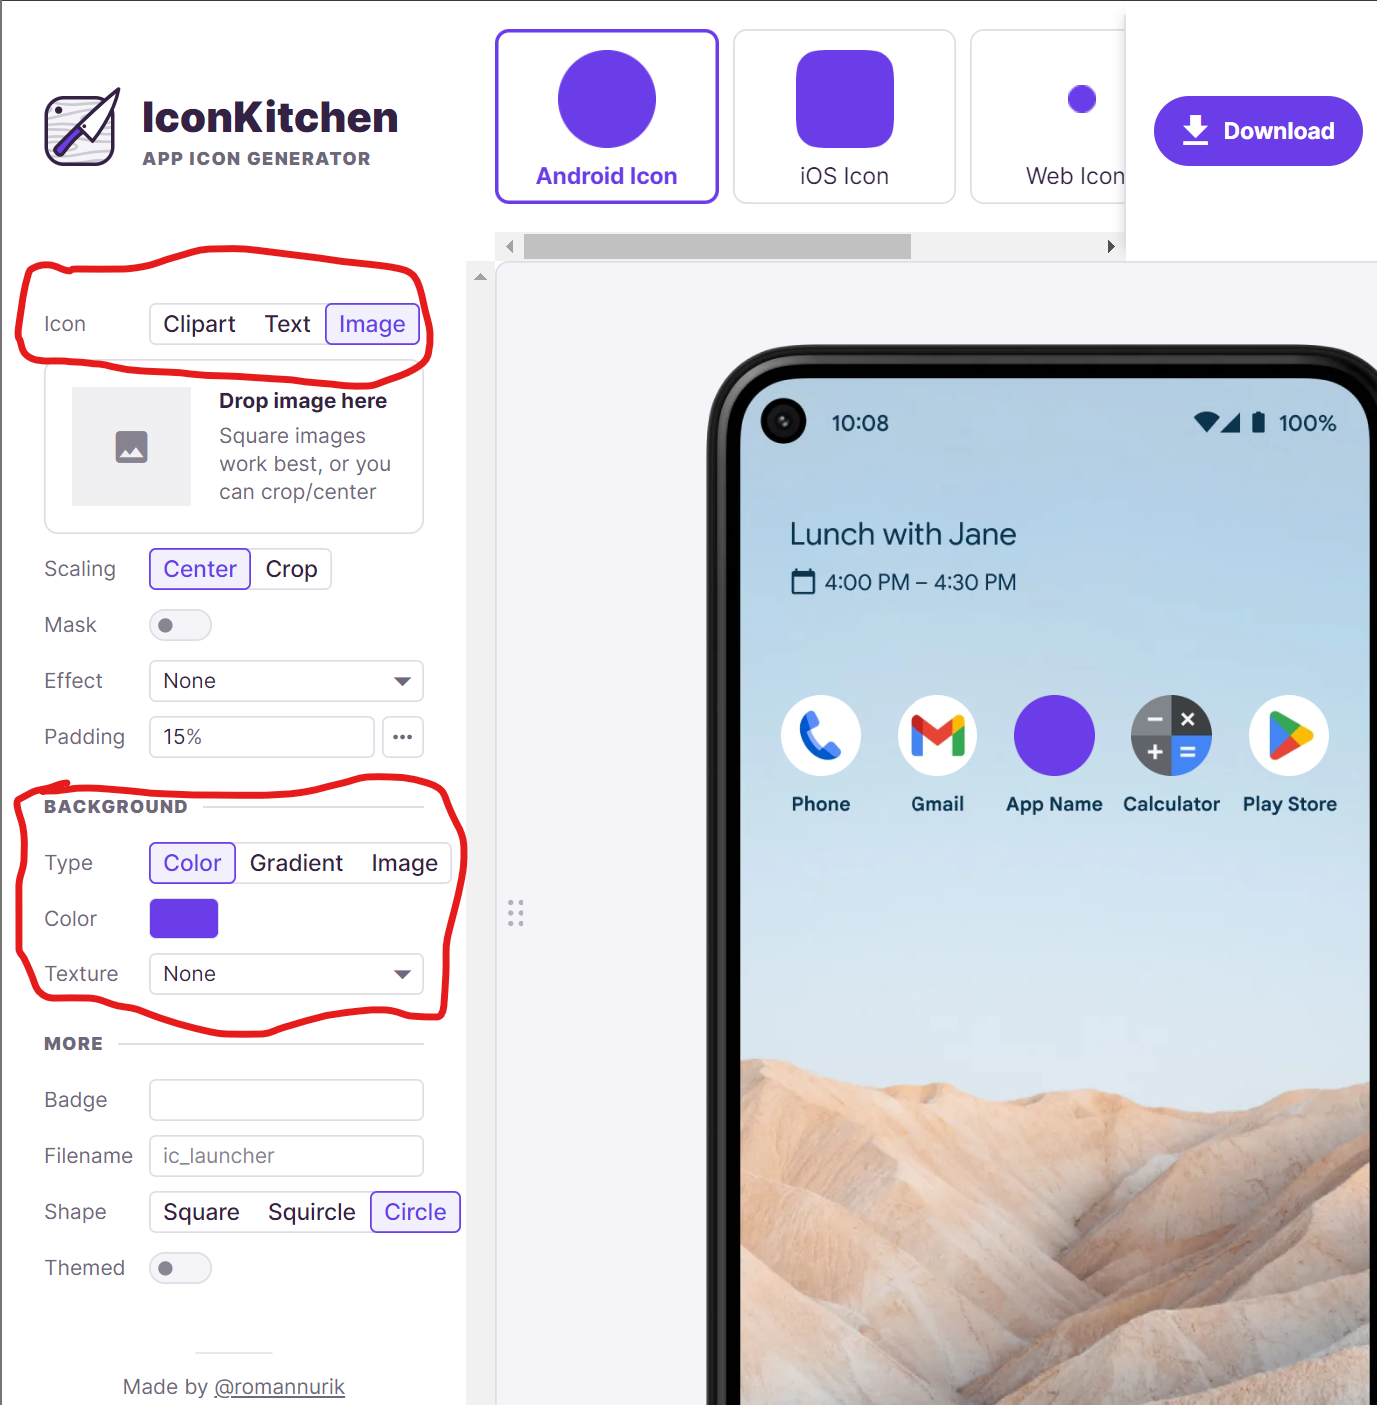 IconKitchen
APP ICON GENERATOR
Android Icon
iOS Icon
Web Icon
Download
Icon
Clipart
Text
Image
Drop image here
Square images
work best, or you
can crop/center
Scaling
Center
Crop
Mask
Effect
None
Padding
15%
BACKGROUND
Type
Color
Gradient
Image
Color
Texture
None
MORE
Badge
Filename
ic_launcher
Shape
Square
Squircle
Circle
Themed
Made by @romannurik
10:08
100%
Lunch with Jane
4:00 PM – 4:30 PM
Phone
Gmail
App Name
Calculator
Play Store